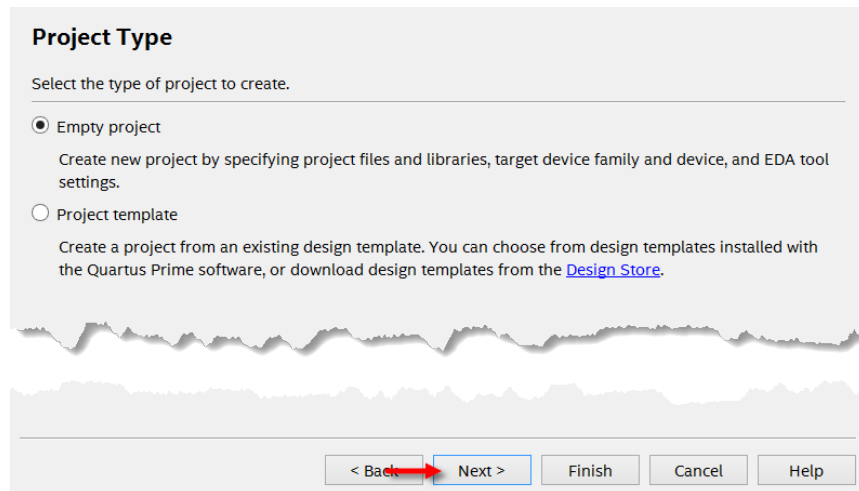 Project Type
Select the type of project to create.
Empty project
Create new project by specifying project files and libraries, target device family and device, and EDA tool
settings.
Project template
Create a project from an existing design template. You can choose from design templates installed with
the Quartus Prime software, or download design templates from the Design Store.
< Back Next > Finish Cancel Help